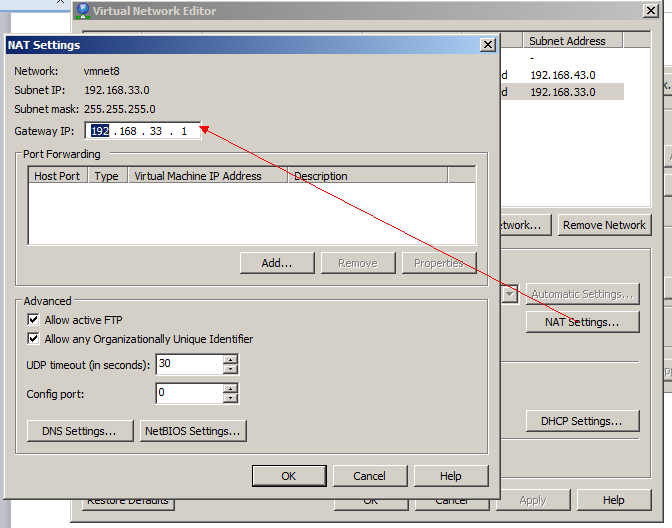 Virtual Network Editor
NAT Settings
Subnet Address
Network: vmnet8
-
Subnet IP: 192.168.33.0
d 192.168.43.0
Subnet mask: 255.255.255.0
d 192.168.33.0
Gateway IP: 192 . 168 . 33 . 1
Port Forwarding
Host Port Type Virtual Machine IP Address Description
etwork... Remove Network
Add... Remove Properties
Automatic Settings...
Advanced
Allow active FTP
NAT Settings...
Allow any Organizationally Unique Identifier
UDP timeout (in seconds): 30
Config port: 0
DNS Settings... NetBIOS Settings...
DHCP Settings...
OK Cancel Help
Restore Defaults OK Cancel Apply Help